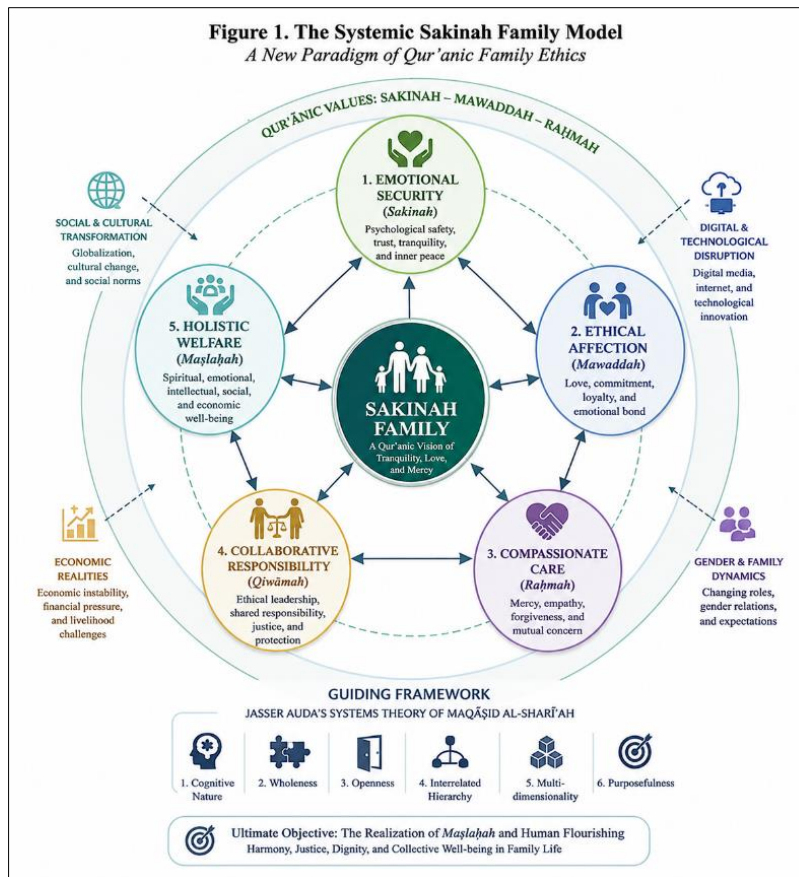 Figure 1. The Systemic Sakinah Family Model
A New Paradigm of Qur'anic Family Ethics
QUR'ĀNIC VALUES: SAKINAH – MAWADDAH – RAḤMAH
1. EMOTIONAL
SECURITY
(Sakinah)
Psychological safety,
trust, tranquility,
and inner peace
SOCIAL & CULTURAL
TRANSFORMATION
Globalization,
cultural change,
and social norms
DIGITAL &
TECHNOLOGICAL
DISRUPTION
Digital media,
internet, and
technological
innovation
5. HOLISTIC
WELFARE
(Maṣlaḥah)
Spiritual, emotional,
intellectual, social,
and economic
well-being
2. ETHICAL
AFFECTION
(Mawaddah)
Love, commitment,
loyalty, and
emotional bond
SAKINAH
FAMILY
A Qur'anic Vision of
Tranquility, Love,
and Mercy
4. COLLABORATIVE
RESPONSIBILITY
(Qiwāmah)
Ethical leadership,
shared responsibility,
justice, and
protection
3. COMPASSIONATE
CARE
(Raḥmah)
Mercy, empathy,
forgiveness, and
mutual concern
ECONOMIC
REALITIES
Economic instability,
financial pressure,
and livelihood
challenges
GENDER & FAMILY
DYNAMICS
Changing roles,
gender relations,
and expectations
GUIDING FRAMEWORK
JASSER AUDA'S SYSTEMS THEORY OF MAQĀṢID AL-SHARĪ'AH
1. Cognitive
Nature
2. Wholeness
3. Openness
4. Interrelated
Hierarchy
5. Multi-
dimensionality
6. Purposefulness
Ultimate Objective: The Realization of Maṣlaḥah and Human Flourishing
Harmony, Justice, Dignity, and Collective Well-being in Family Life